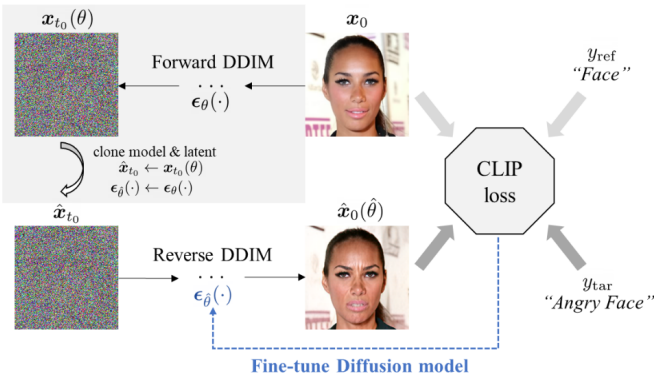 x_{t_0}(θ)
x_0
Forward DDIM
· · ·
ϵ_θ(·)
y_ref
“Face”
clone model & latent
x̂_{t_0} ← x_{t_0}(θ)
ϵ_θ̂(·) ← ϵ_θ(·)
CLIP
loss
x̂_{t_0}
x̂_0(θ̂)
Reverse DDIM
· · ·
ϵ_θ̂(·)
y_tar
“Angry Face”
Fine-tune Diffusion model